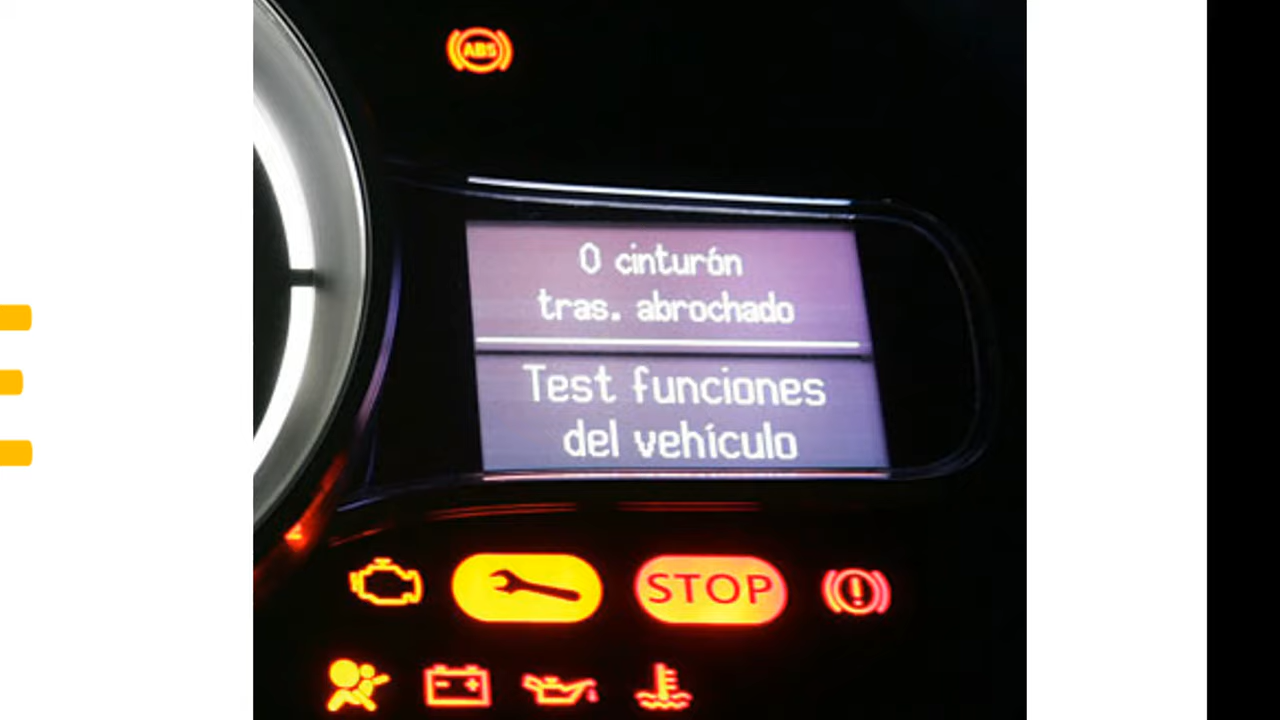 ABS
0 cinturón
tras. abrochado
Test funciones
del vehículo
STOP